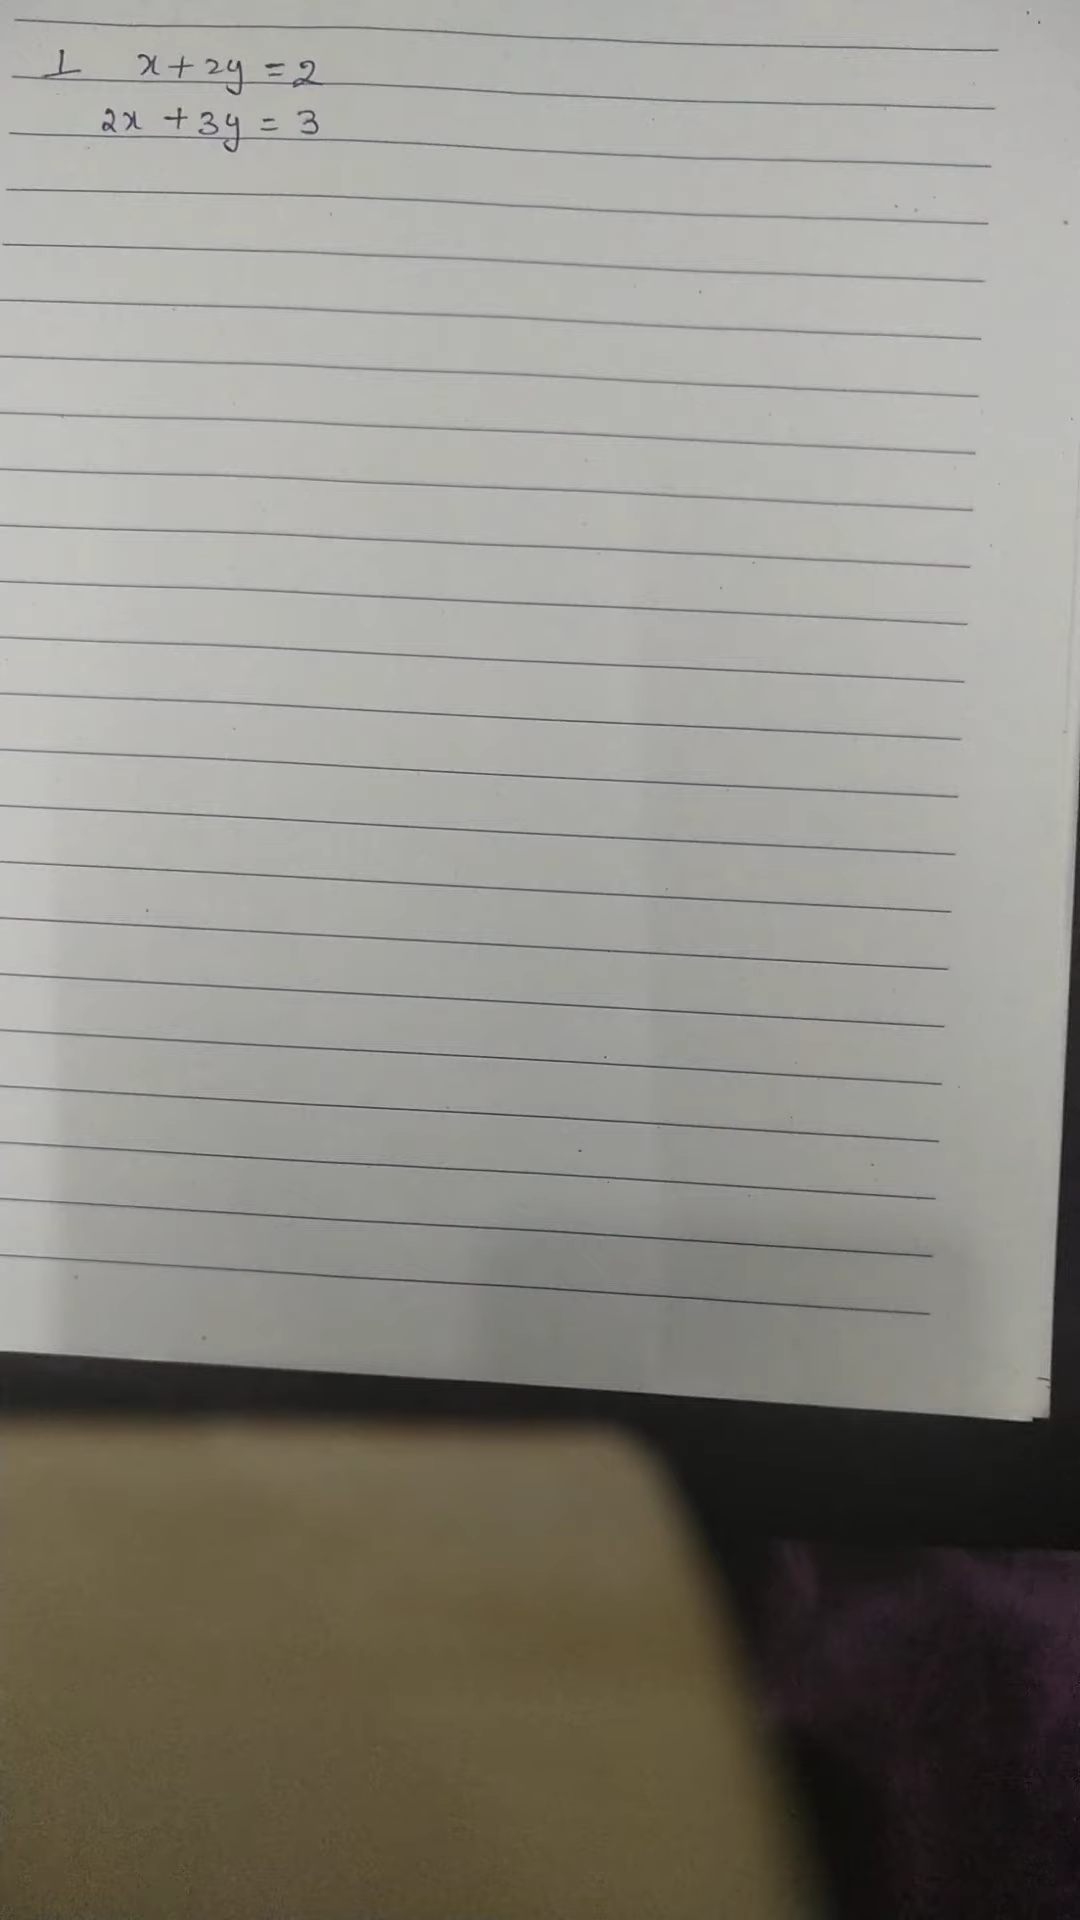 1 x + 2y = 2
2x + 3y = 3